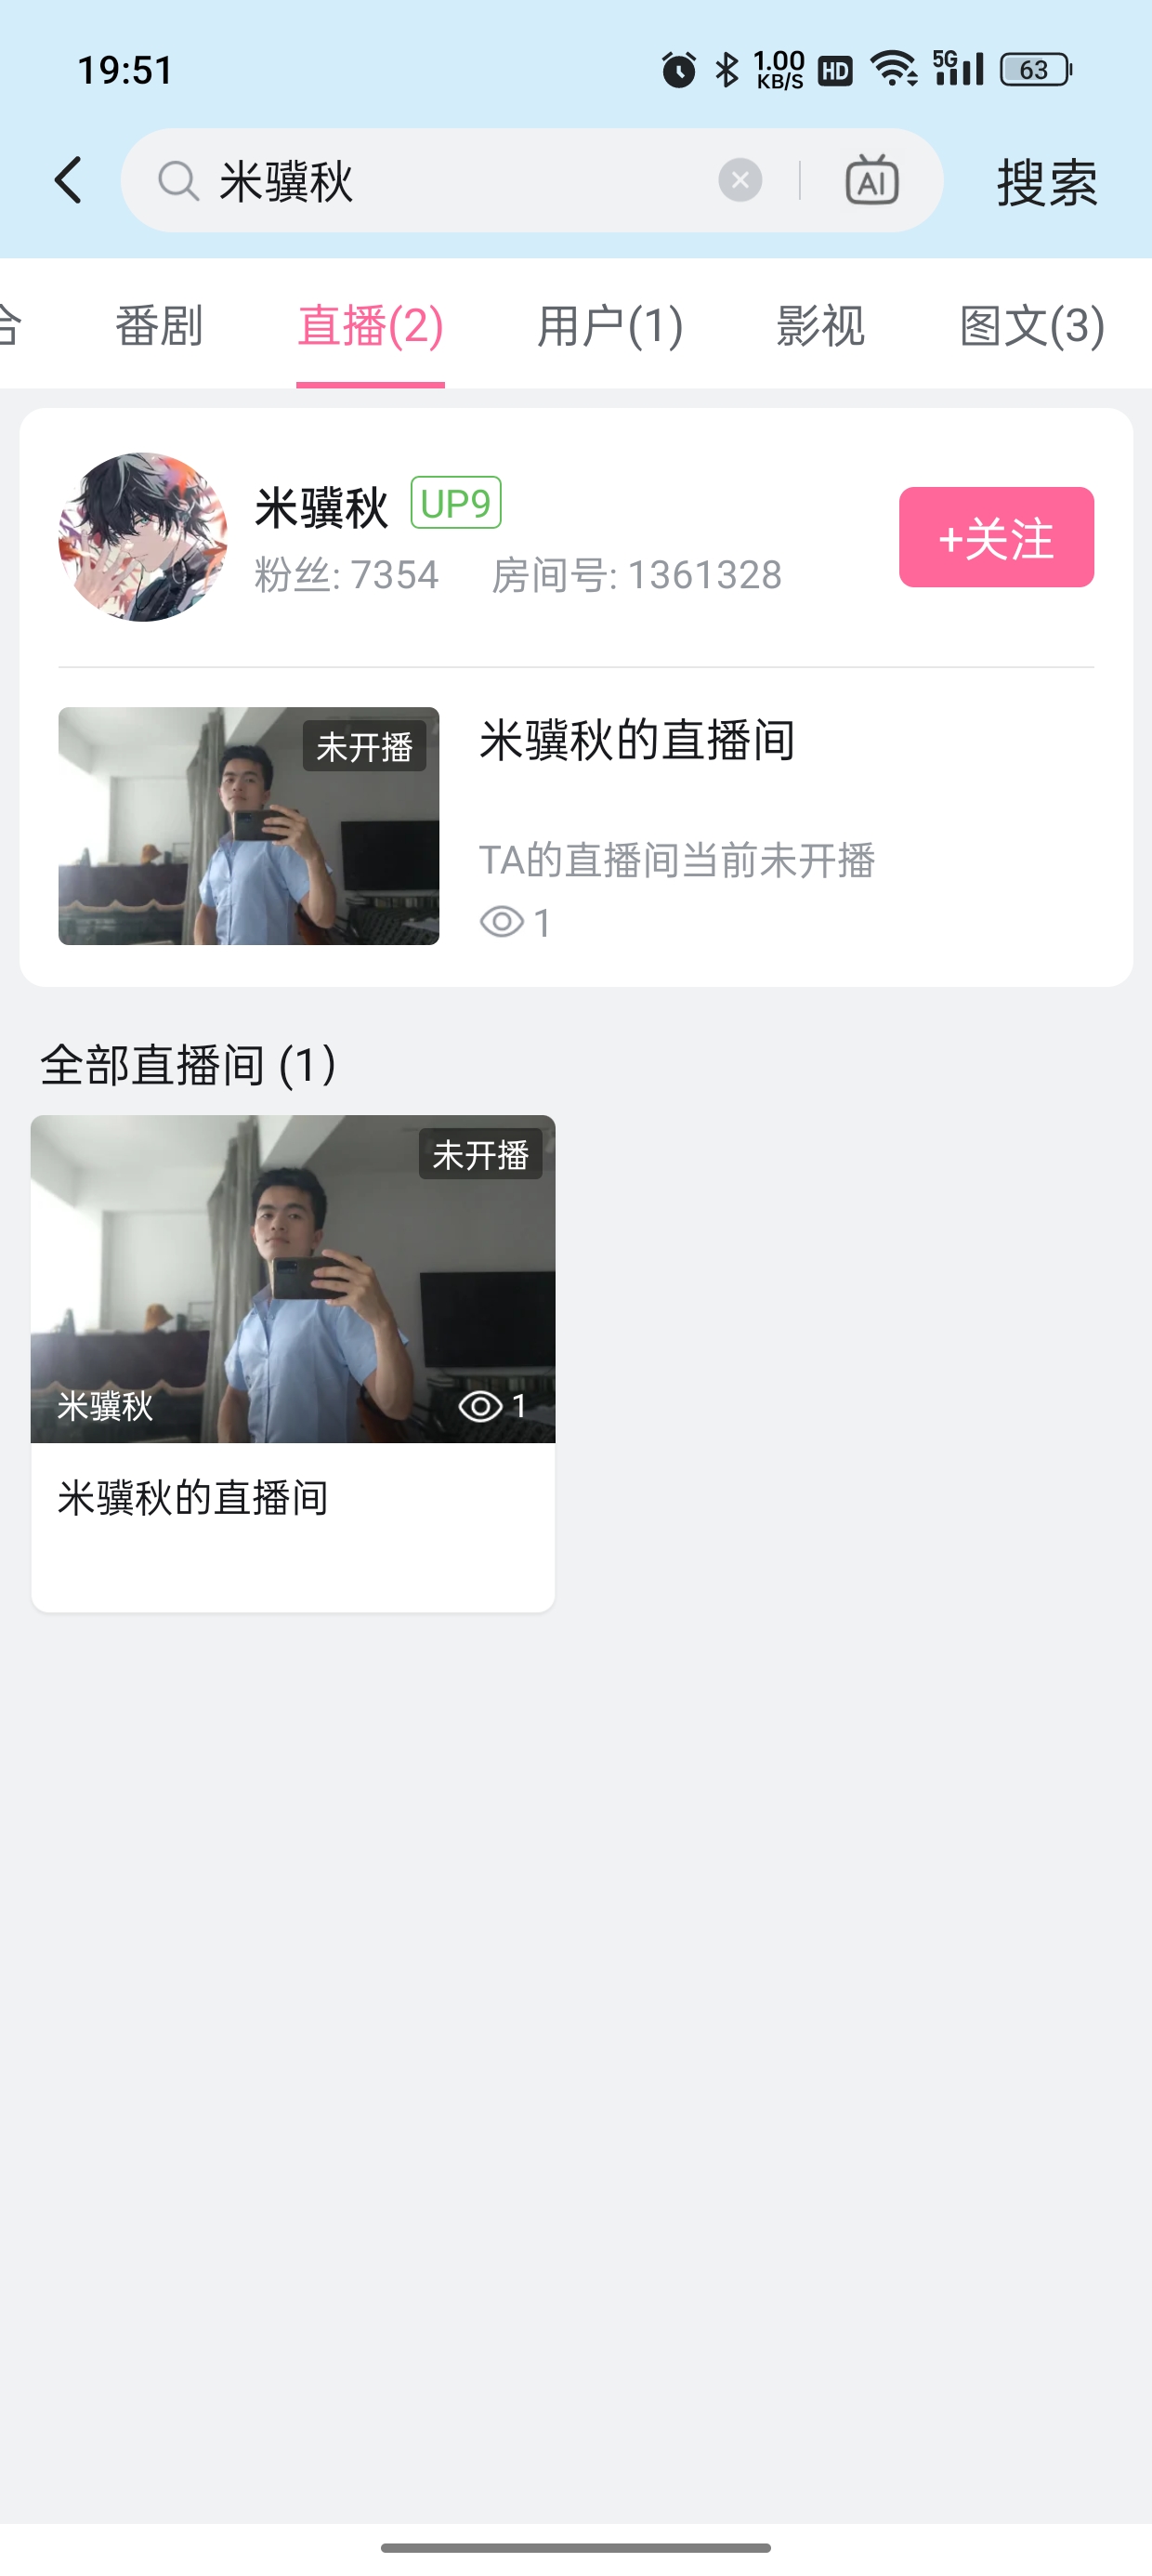 19:51
1.00
KB/S
HD
5G
63
米骥秋
AI
搜索
合
番剧
直播(2)
用户(1)
影视
图文(3)
米骥秋
UP9
粉丝: 7354
房间号: 1361328
+关注
未开播
米骥秋的直播间
TA的直播间当前未开播
1
全部直播间 (1)
未开播
米骥秋
1
米骥秋的直播间